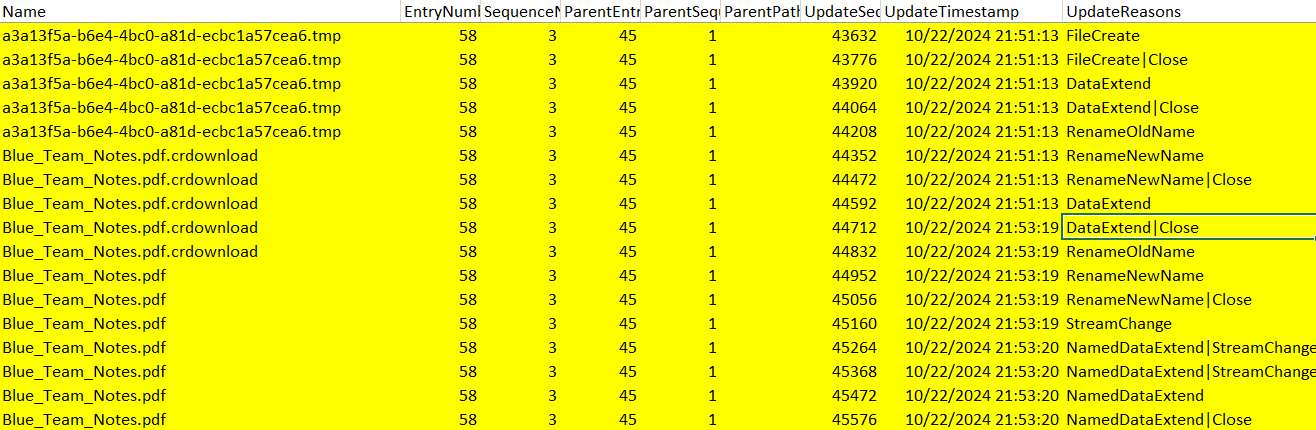 Name EntryNumb SequenceN ParentEntr ParentSequ ParentPath UpdateSeq UpdateTimestamp UpdateReasons
a3a13f5a-b6e4-4bc0-a81d-ecbc1a57cea6.tmp 58 3 45 1 43632 10/22/2024 21:51:13 FileCreate
a3a13f5a-b6e4-4bc0-a81d-ecbc1a57cea6.tmp 58 3 45 1 43776 10/22/2024 21:51:13 FileCreate|Close
a3a13f5a-b6e4-4bc0-a81d-ecbc1a57cea6.tmp 58 3 45 1 43920 10/22/2024 21:51:13 DataExtend
a3a13f5a-b6e4-4bc0-a81d-ecbc1a57cea6.tmp 58 3 45 1 44064 10/22/2024 21:51:13 DataExtend|Close
a3a13f5a-b6e4-4bc0-a81d-ecbc1a57cea6.tmp 58 3 45 1 44208 10/22/2024 21:51:13 RenameOldName
Blue_Team_Notes.pdf.crdownload 58 3 45 1 44352 10/22/2024 21:51:13 RenameNewName
Blue_Team_Notes.pdf.crdownload 58 3 45 1 44472 10/22/2024 21:51:13 RenameNewName|Close
Blue_Team_Notes.pdf.crdownload 58 3 45 1 44592 10/22/2024 21:51:13 DataExtend
Blue_Team_Notes.pdf.crdownload 58 3 45 1 44712 10/22/2024 21:53:19 DataExtend|Close
Blue_Team_Notes.pdf.crdownload 58 3 45 1 44832 10/22/2024 21:53:19 RenameOldName
Blue_Team_Notes.pdf 58 3 45 1 44952 10/22/2024 21:53:19 RenameNewName
Blue_Team_Notes.pdf 58 3 45 1 45056 10/22/2024 21:53:19 RenameNewName|Close
Blue_Team_Notes.pdf 58 3 45 1 45160 10/22/2024 21:53:19 StreamChange
Blue_Team_Notes.pdf 58 3 45 1 45264 10/22/2024 21:53:20 NamedDataExtend|StreamChange
Blue_Team_Notes.pdf 58 3 45 1 45368 10/22/2024 21:53:20 NamedDataExtend|StreamChange
Blue_Team_Notes.pdf 58 3 45 1 45472 10/22/2024 21:53:20 NamedDataExtend
Blue_Team_Notes.pdf 58 3 45 1 45576 10/22/2024 21:53:20 NamedDataExtend|Close